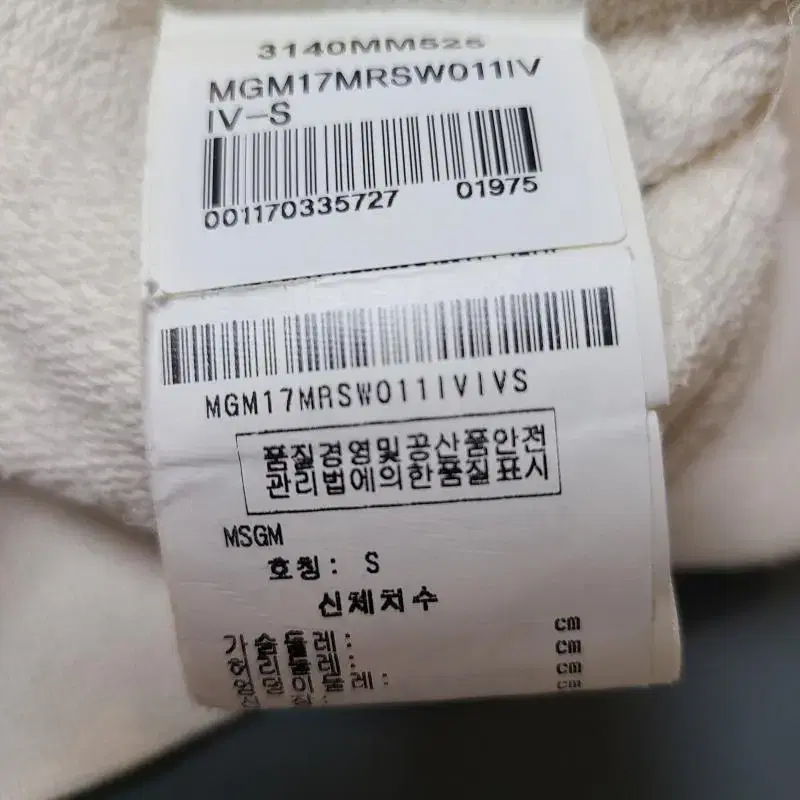 3140MM525
MGM17MRSW011IV
IV-S
001170335727 01975
MGM17MRSW011IVIVS
품질경영및공산품안전
관리법에의한품질표시
MSGM
호칭: S
신체치수
cm
가슴둘레: cm
허리둘레: cm
cm